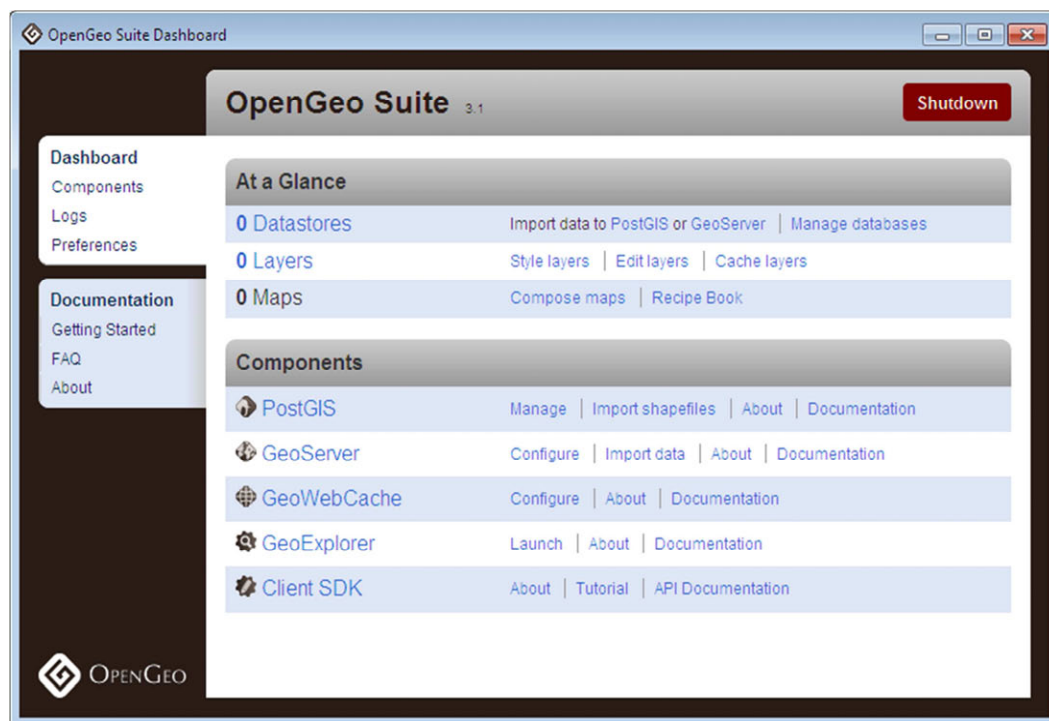 OpenGeo Suite Dashboard
OpenGeo Suite 3.1
Shutdown
Dashboard
Components
Logs
Preferences
Documentation
Getting Started
FAQ
About
At a Glance
0 Datastores Import data to PostGIS or GeoServer | Manage databases
0 Layers Style layers | Edit layers | Cache layers
0 Maps Compose maps | Recipe Book
Components
PostGIS Manage | Import shapefiles | About | Documentation
GeoServer Configure | Import data | About | Documentation
GeoWebCache Configure | About | Documentation
GeoExplorer Launch | About | Documentation
Client SDK About | Tutorial | API Documentation
OPENGEO